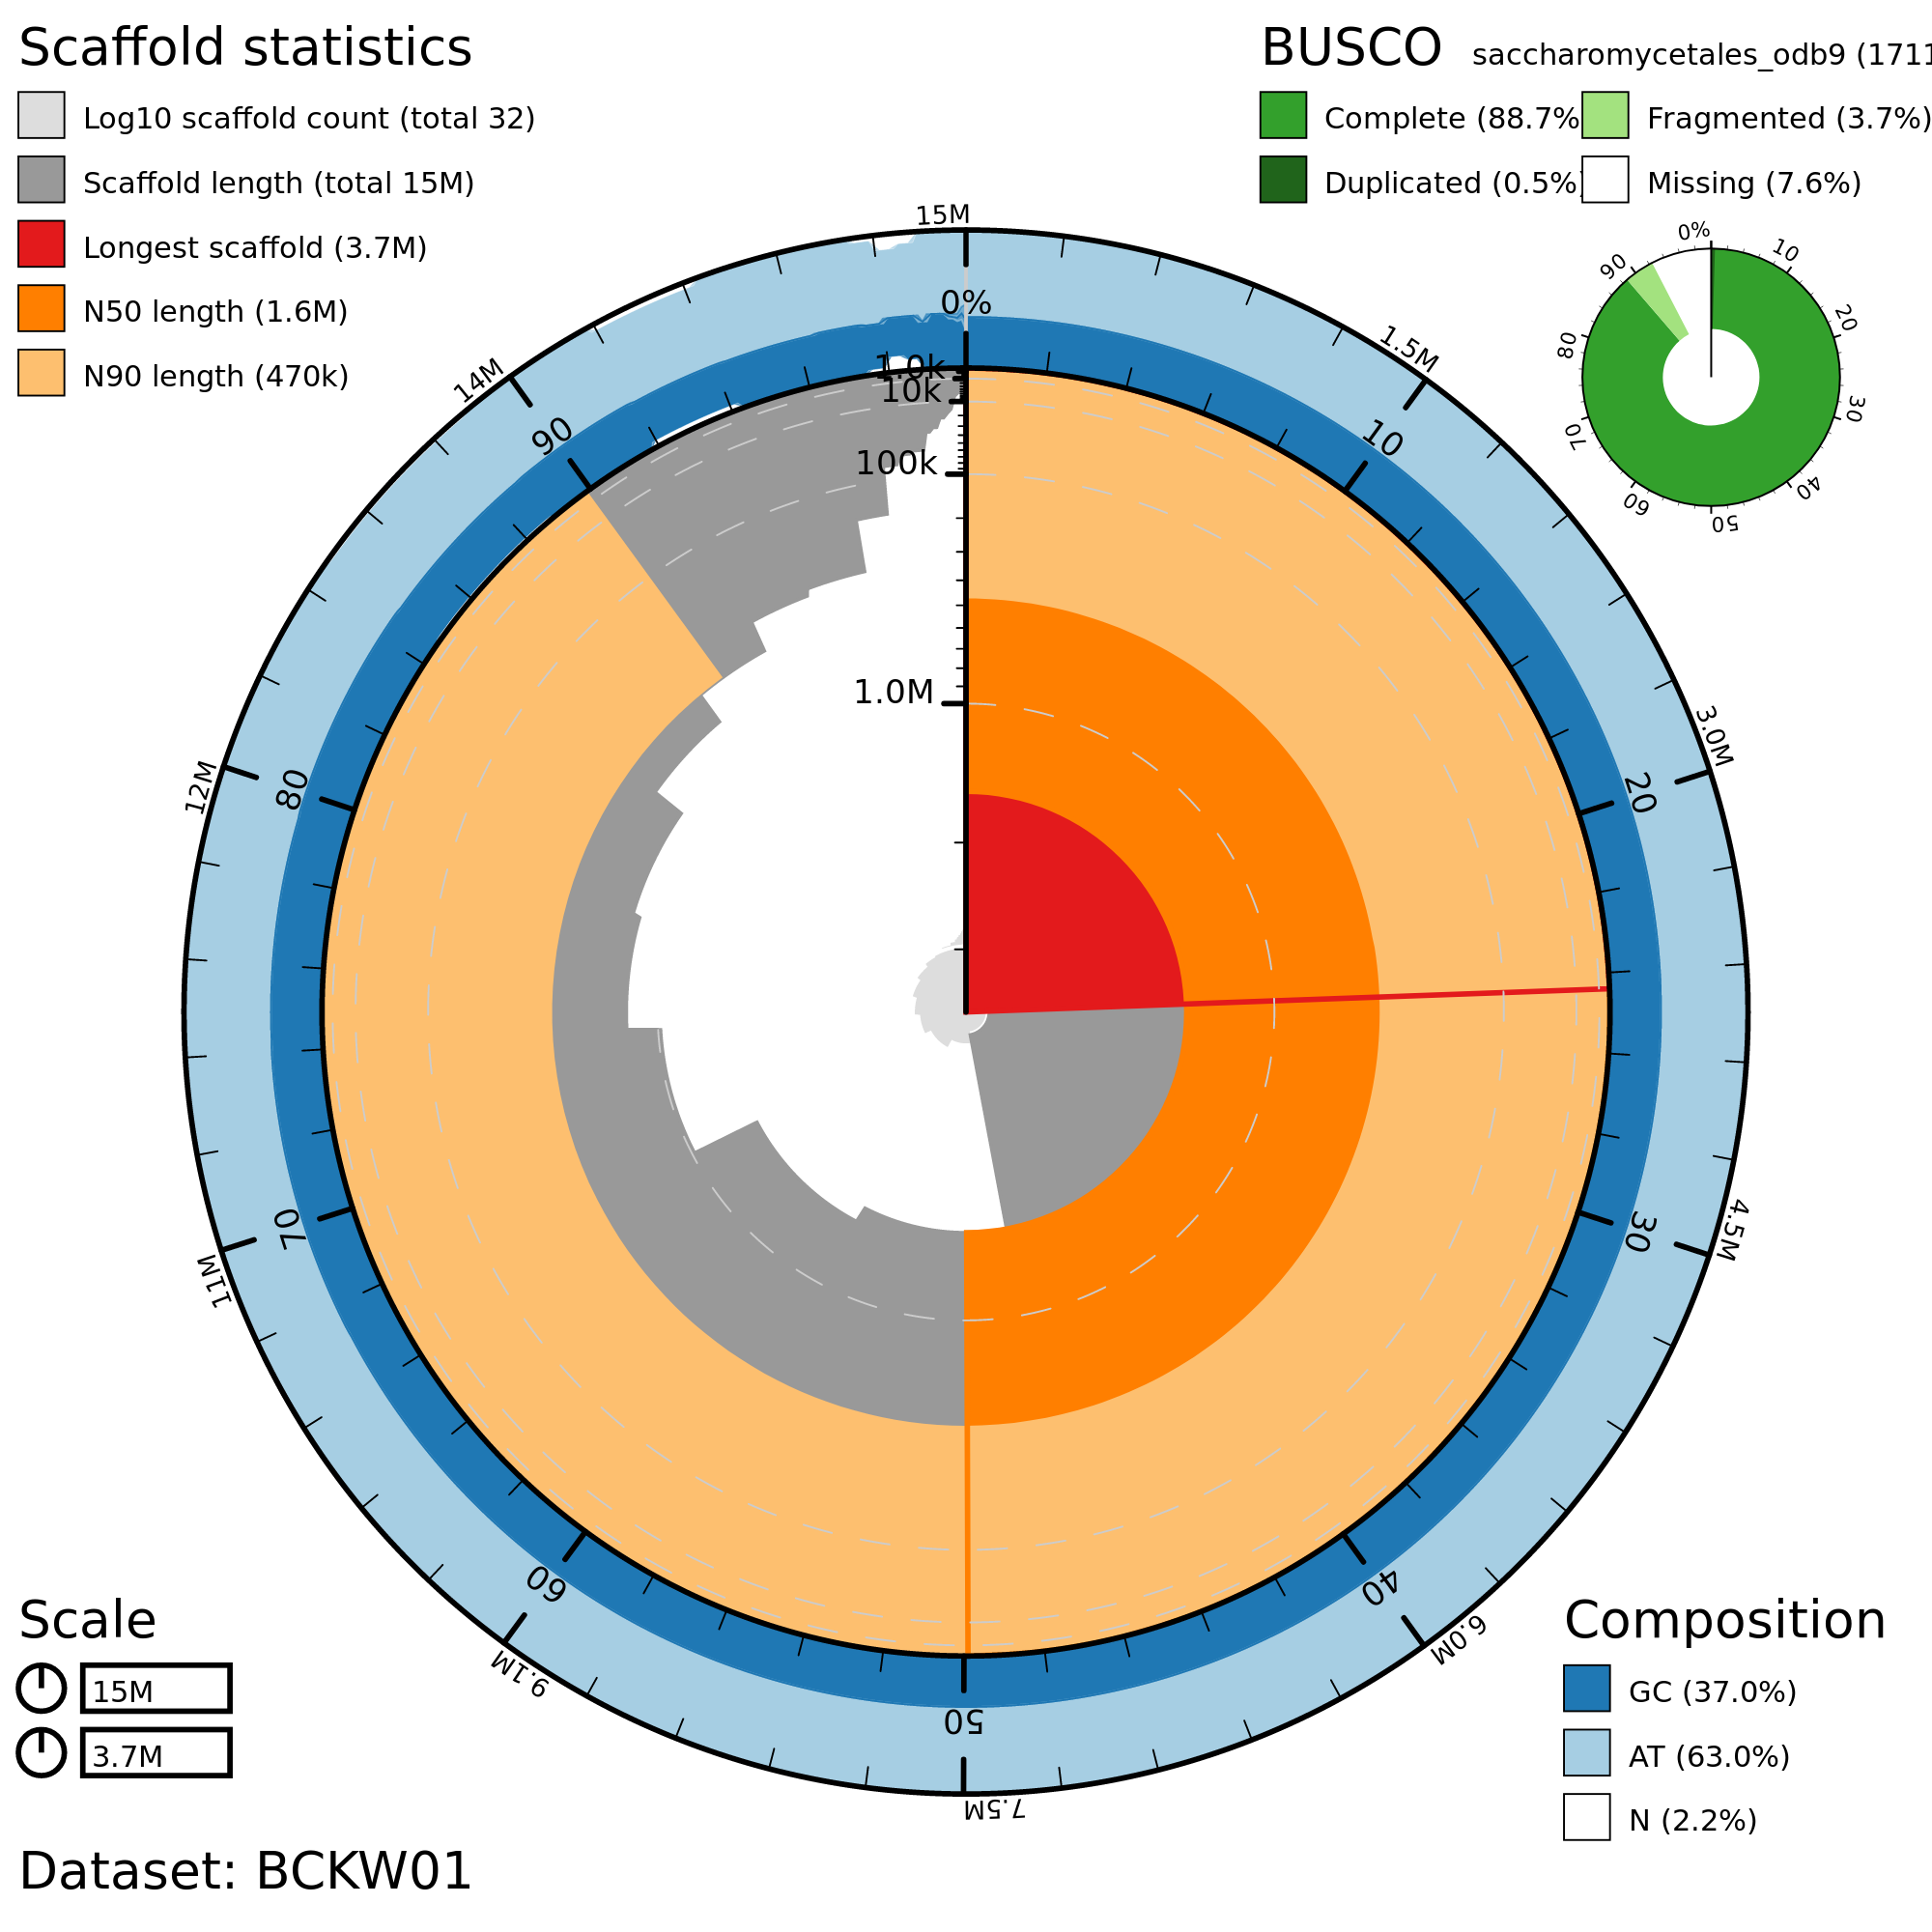 Scaffold statistics
Log10 scaffold count (total 32)
Scaffold length (total 15M)
Longest scaffold (3.7M)
N50 length (1.6M)
N90 length (470k)
BUSCO saccharomycetales_odb9 (1711
Complete (88.7%
Fragmented (3.7%)
Duplicated (0.5%)
Missing (7.6%)
0%
10
20
30
40
50
60
70
80
90
15M
1.5M
3.0M
4.5M
6.0M
7.5M
9.1M
11M
12M
14M
0%
10
20
30
40
50
60
70
80
90
1.0k
10k
100k
1.0M
Scale
15M
3.7M
Composition
GC (37.0%)
AT (63.0%)
N (2.2%)
Dataset: BCKW01